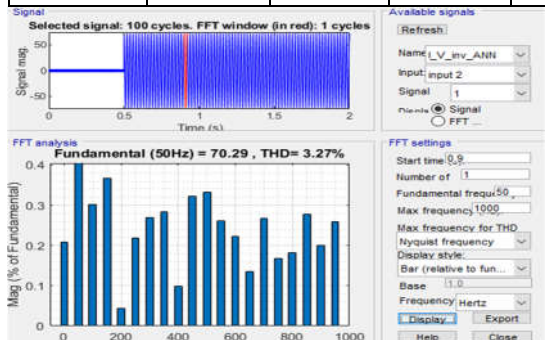 Signal
Selected signal: 100 cycles. FFT window (in red): 1 cycles
Signal mag.
50
0
-50
0 0.5 1 1.5 2
Time (s)
FFT analysis
Fundamental (50Hz) = 70.29 , THD= 3.27%
Mag (% of Fundamental)
0.4
0.3
0.2
0.1
0
0 200 400 600 800 1000
Available signals
Refresh
Name I_V_inv_ANN
Input: input 2
Signal 1
Signal
FFT ...
FFT settings
Start time 0.9
Number of 1
Fundamental frequ 50
Max frequency 1000
Max frequency for THD
Nyquist frequency
Display style:
Bar (relative to fun...
Base 1.0
Frequency Hertz
Display Export
Help Close